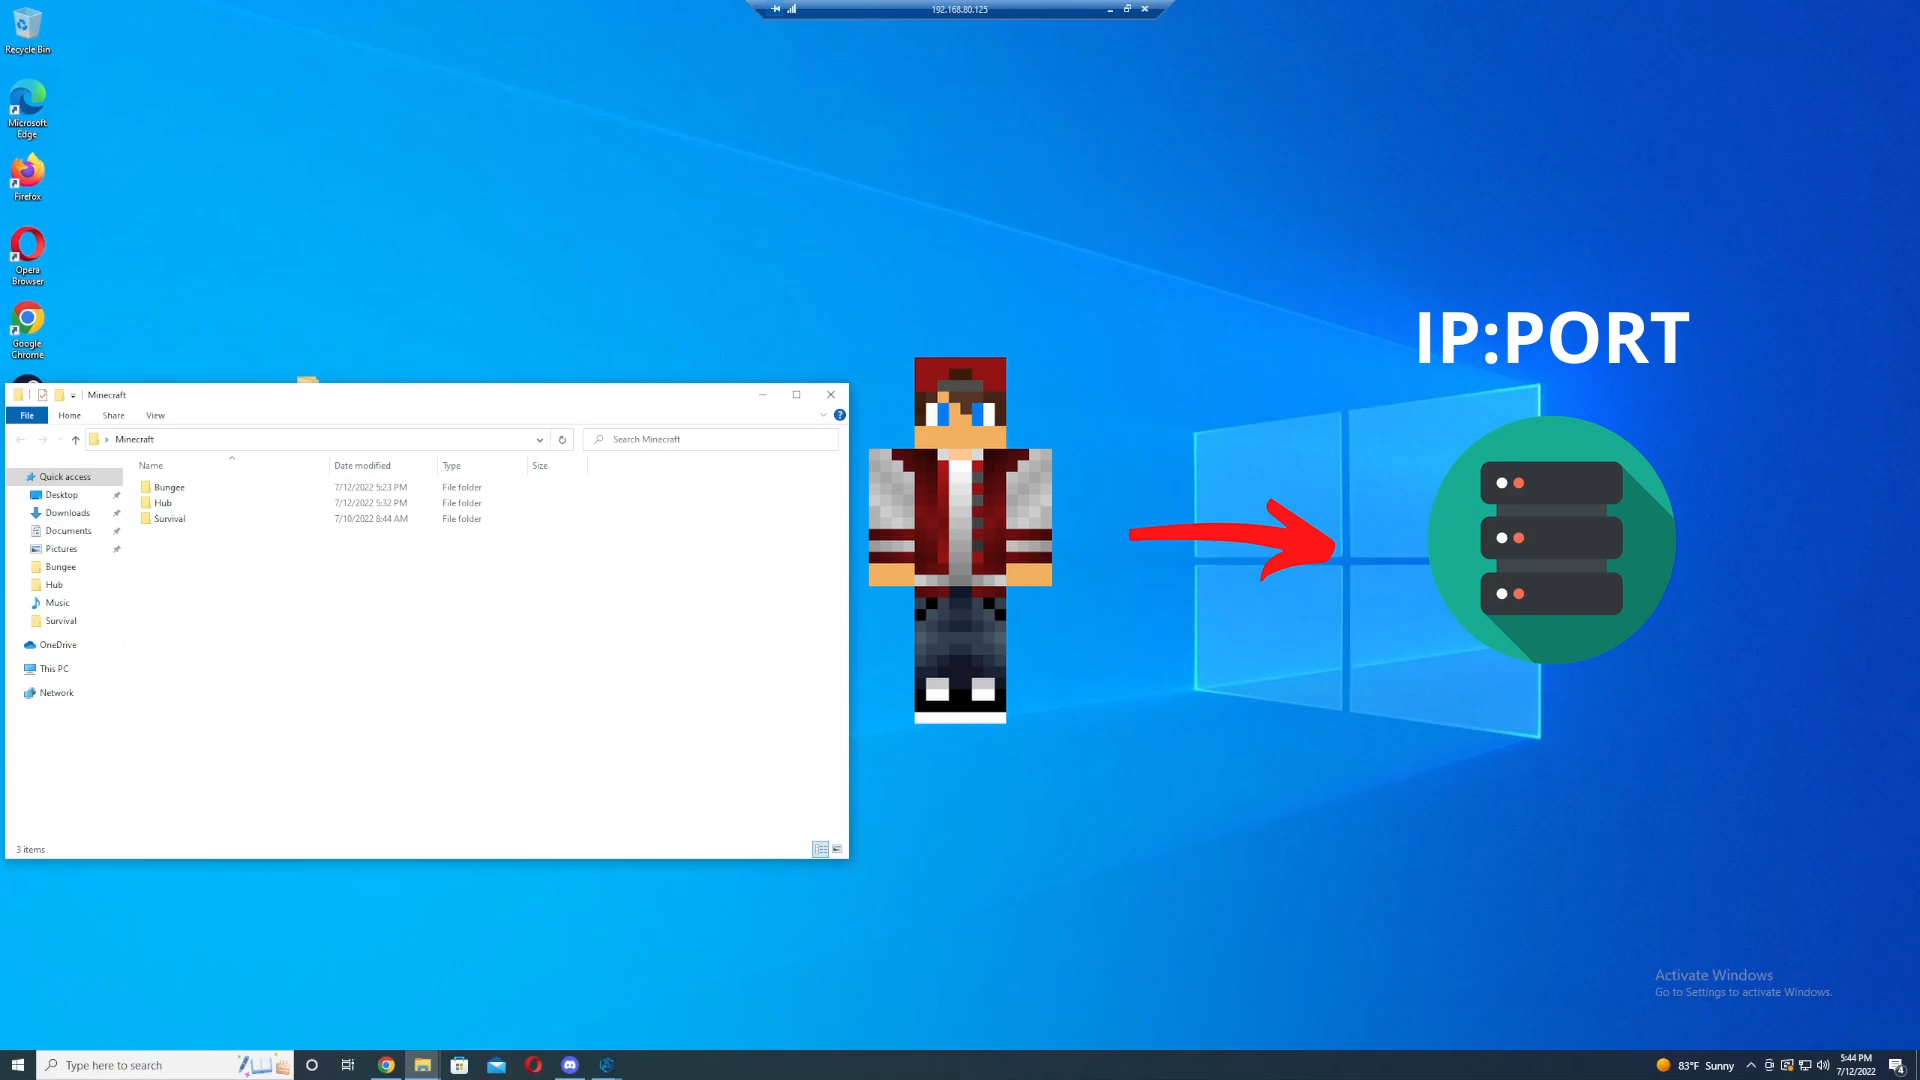 192.168.80.125
Recycle Bin
Microsoft
Edge
Firefox
Opera
Browser
Google
Chrome
IP:PORT
Minecraft
File Home Share View
Minecraft
Search Minecraft
Name Date modified Type Size
Quick access
Desktop
Downloads
Documents
Pictures
Bungee
Hub
Music
Survival
OneDrive
This PC
Network
Bungee 7/12/2022 5:23 PM File folder
Hub 7/12/2022 5:32 PM File folder
Survival 7/10/2022 8:44 AM File folder
3 items
Activate Windows
Go to Settings to activate Windows.
Type here to search
83°F Sunny
5:44 PM
7/12/2022
4